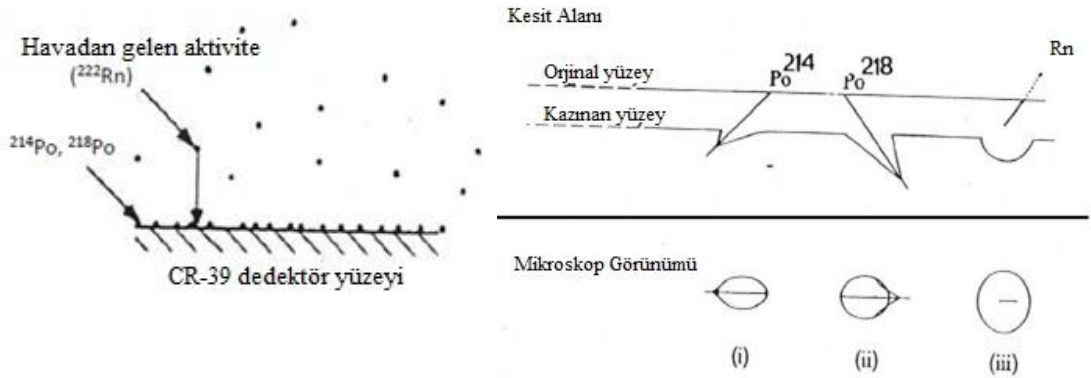 Havadan gelen aktivite
(²²²Rn)
²¹⁴Po, ²¹⁸Po
CR-39 dedektör yüzeyi
Kesit Alanı
Rn
Orjinal yüzey
Po²¹⁴
Po²¹⁸
Kazınan yüzey
Mikroskop Görünümü
(i)
(ii)
(iii)